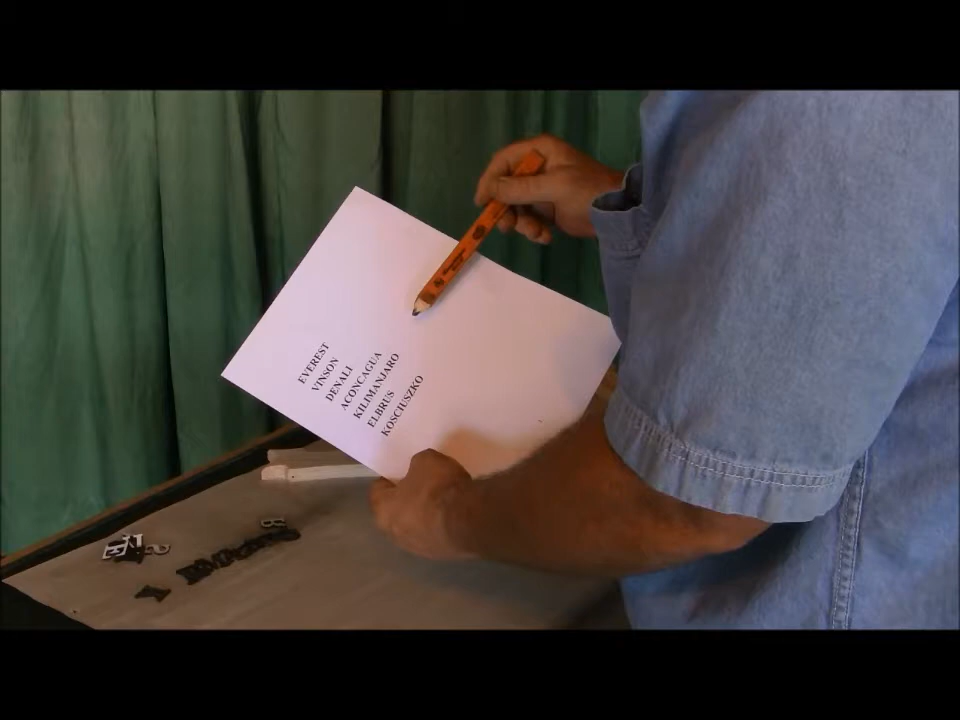 EVEREST
VINSON
DENALI
ACONCAGUA
KILIMANJARO
ELBRUS
KOSCIUSZKO